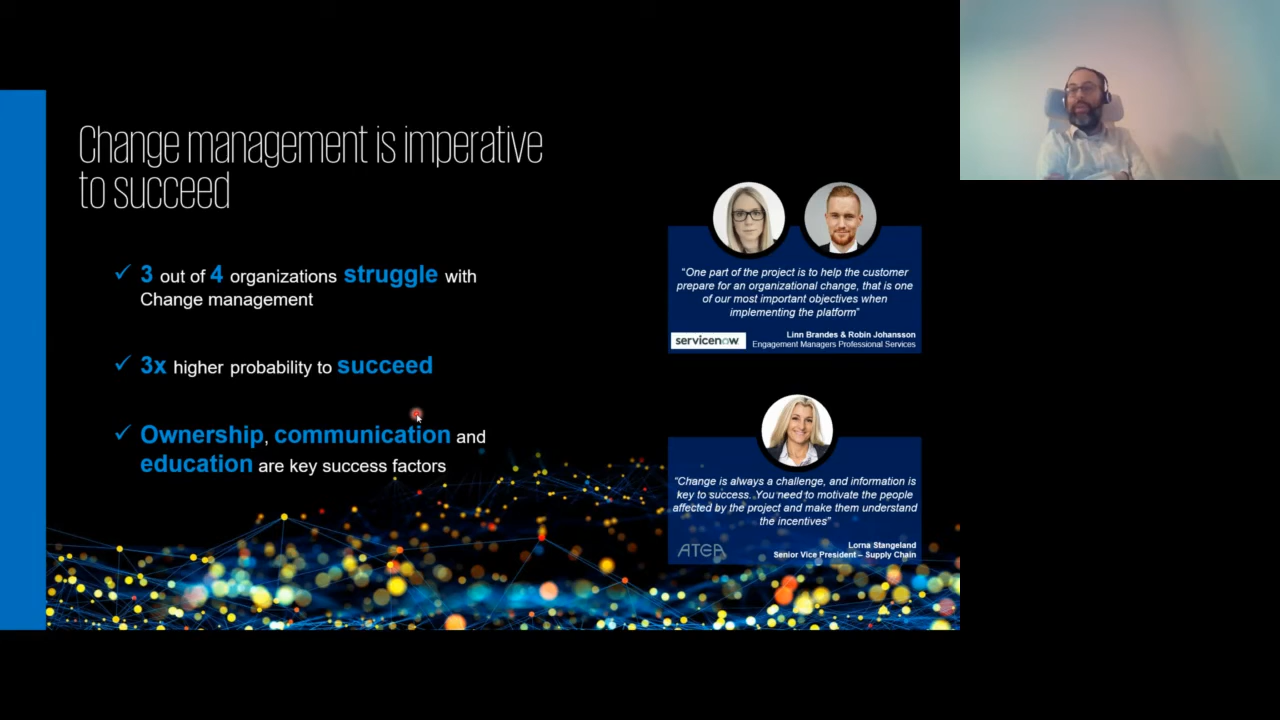 Change management is imperative
to succeed
✓ 3 out of 4 organizations struggle with
Change management
✓ 3x higher probability to succeed
✓ Ownership, communication and
education are key success factors
“One part of the project is to help the customer
prepare for an organizational change, that is one
of our most important objectives when
implementing the platform”
servicenow
Linn Brandes & Robin Johansson
Engagement Managers Professional Services
“Change is always a challenge, and information is
key to success. You need to motivate the people
affected by the project and make them understand
the incentives”
ATEA
Lorna Stangeland
Senior Vice President – Supply Chain